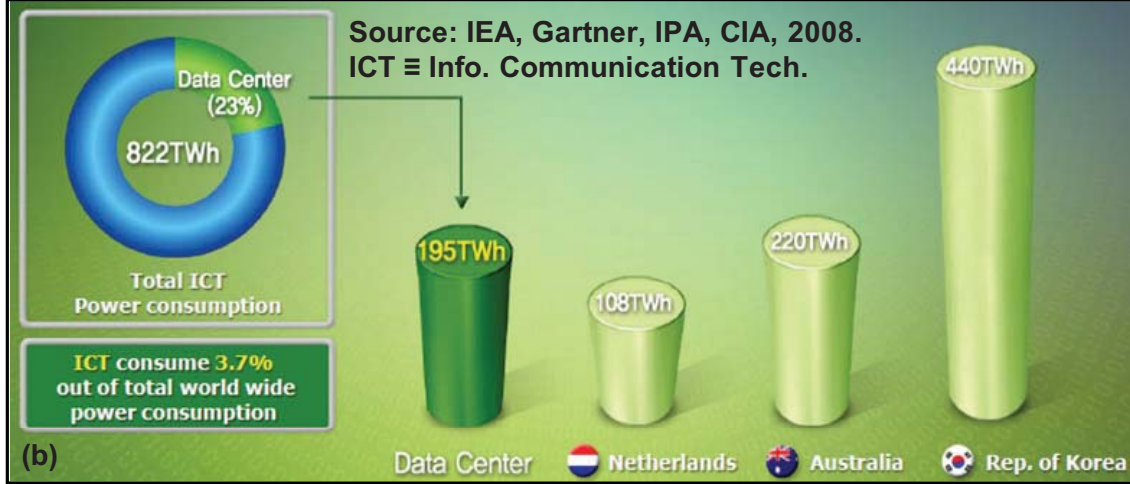 Source: IEA, Gartner, IPA, CIA, 2008.
ICT ≡ Info. Communication Tech.
Data Center
(23%)
822TWh
Total ICT
Power consumption
ICT consume 3.7%
out of total world wide
power consumption
(b)
195TWh
108TWh
220TWh
440TWh
Data Center
Netherlands
Australia
Rep. of Korea